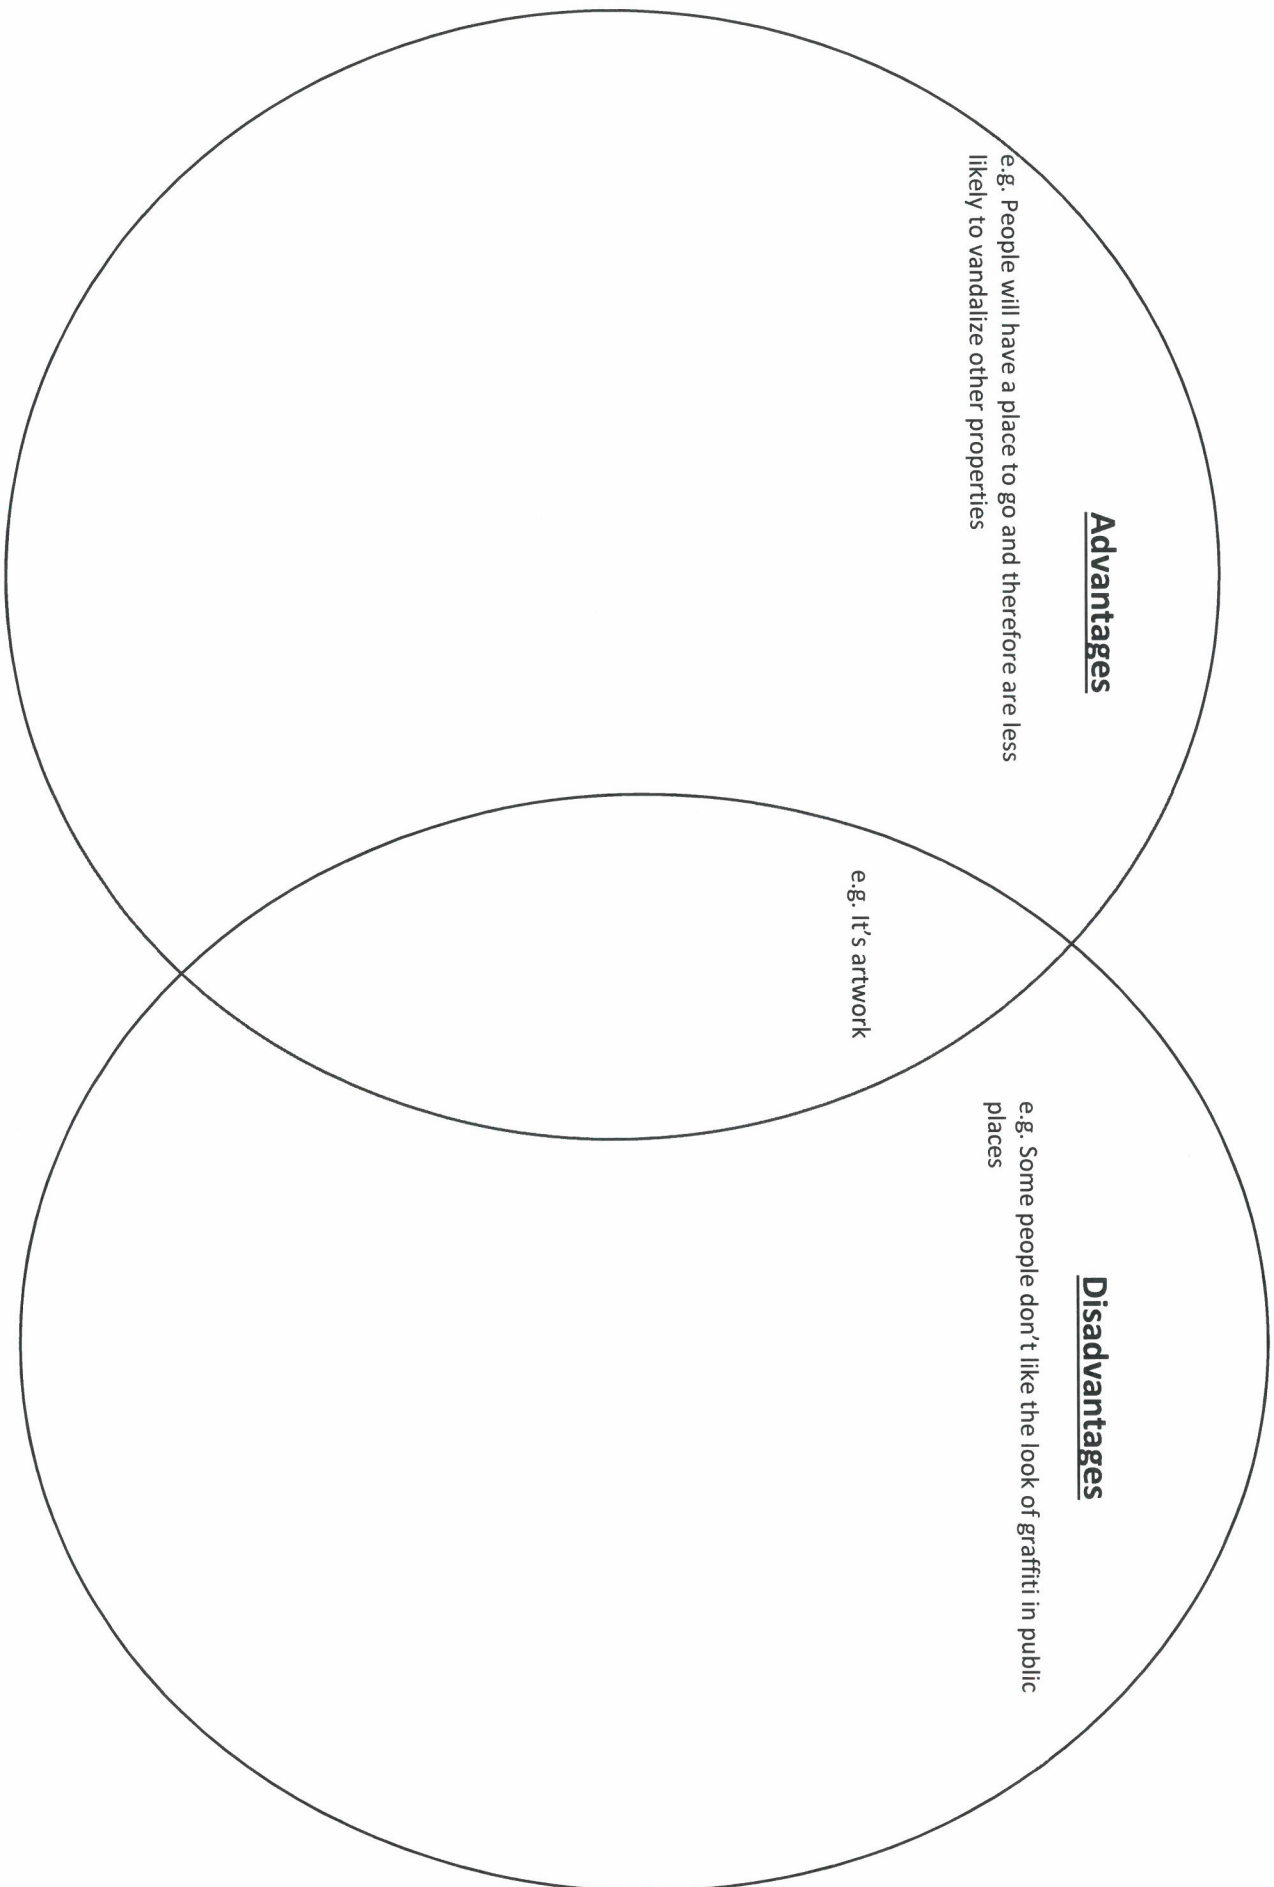 Advantages
e.g. People will have a place to go and therefore are less
likely to vandalize other properties
e.g. It's artwork
Disadvantages
e.g. Some people don't like the look of graffiti in public
places